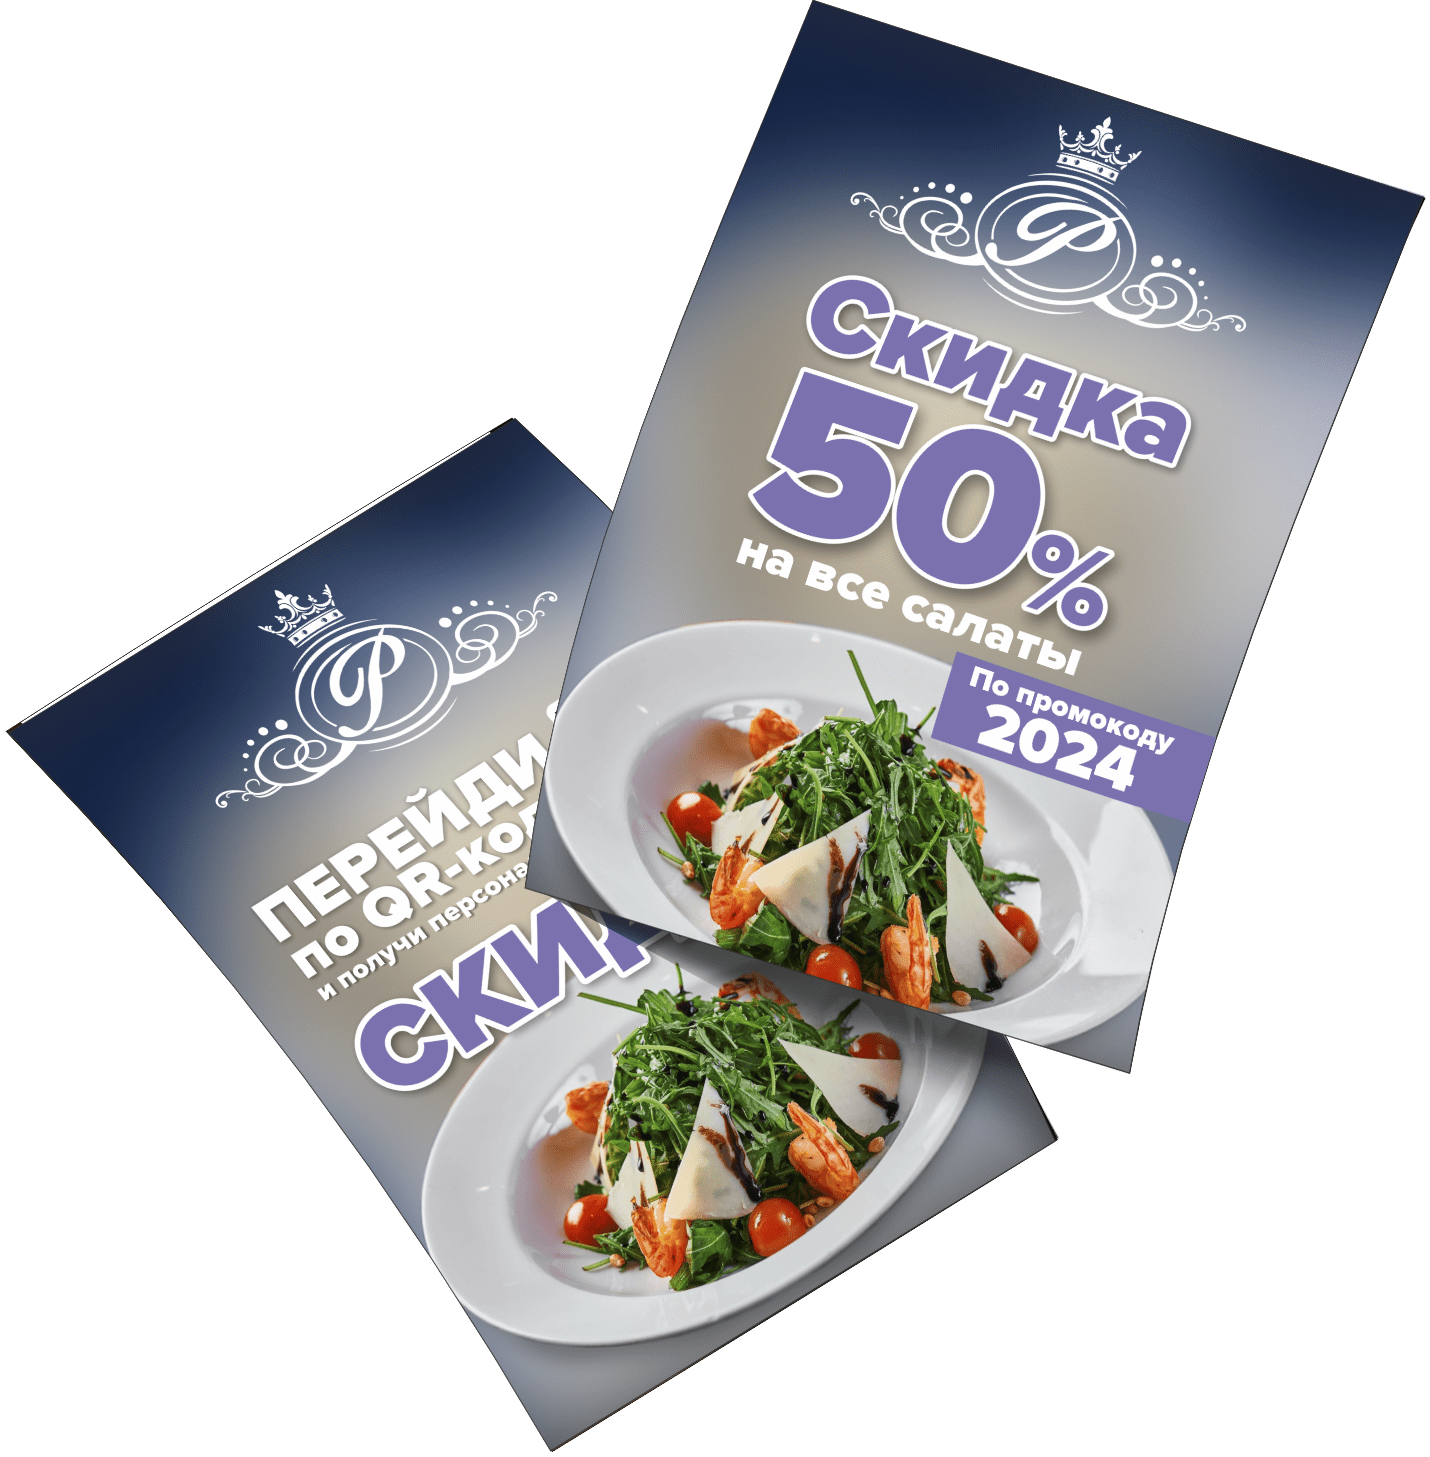 P
Скидка
50%
на все салаты
По промокоду
2024
P
ПЕРЕЙДИ
ПО QR-КО
и получи персона
СКИД